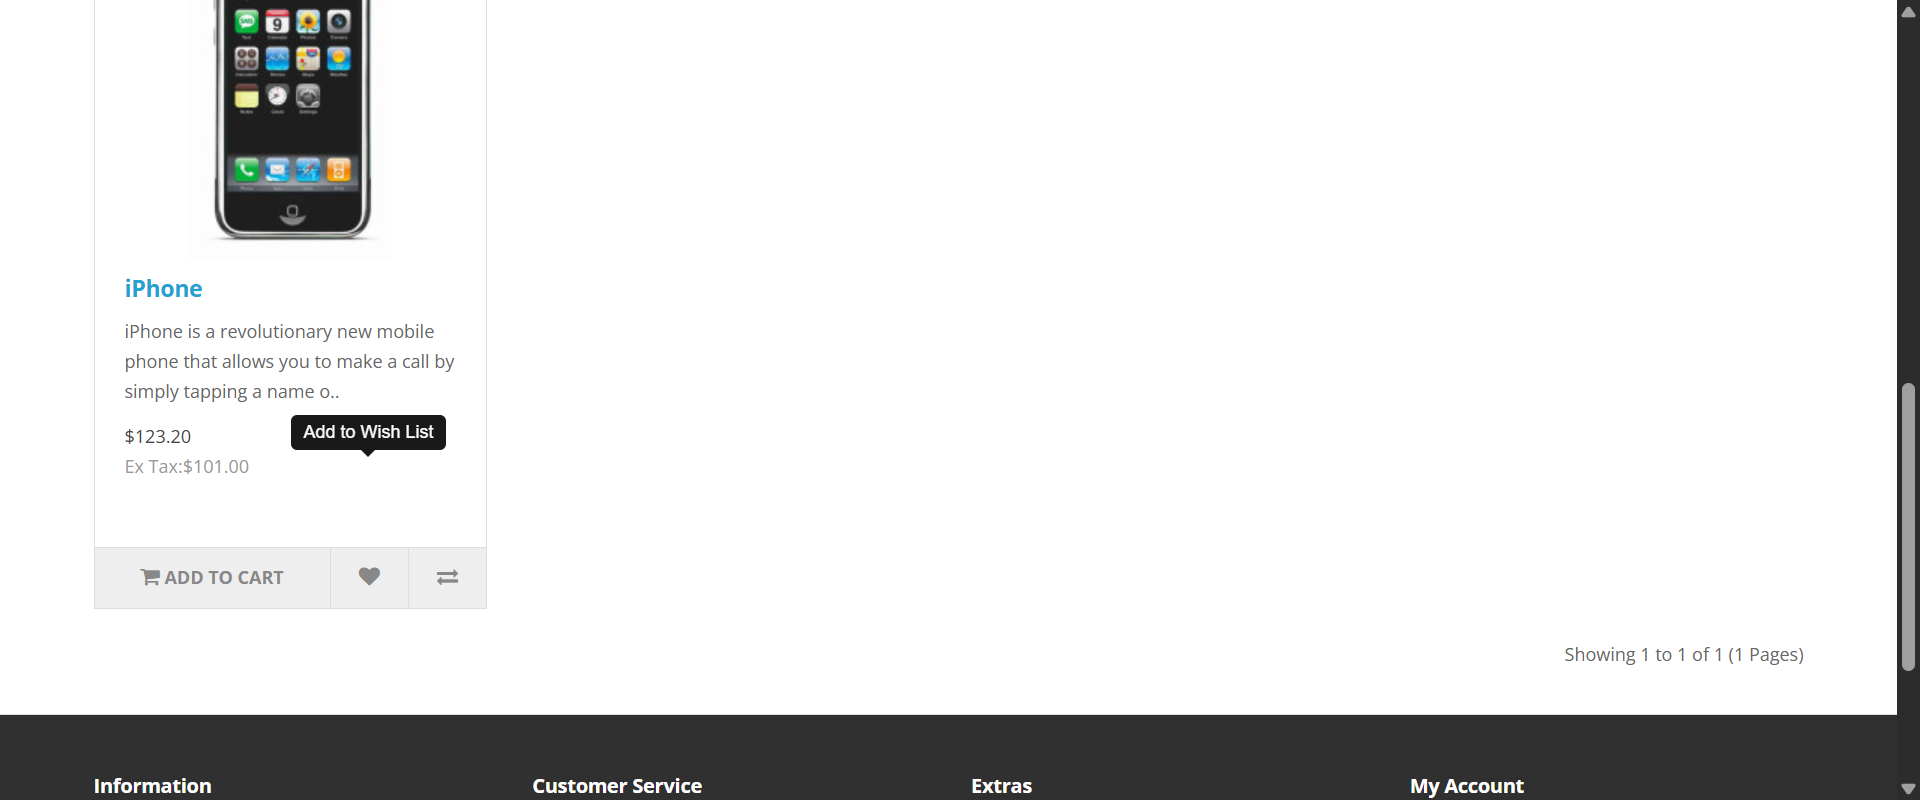 SMS
9
iPhone
iPhone is a revolutionary new mobile
phone that allows you to make a call by
simply tapping a name o..
Add to Wish List
$123.20
Ex Tax:$101.00
ADD TO CART
Showing 1 to 1 of 1 (1 Pages)
Information
Customer Service
Extras
My Account